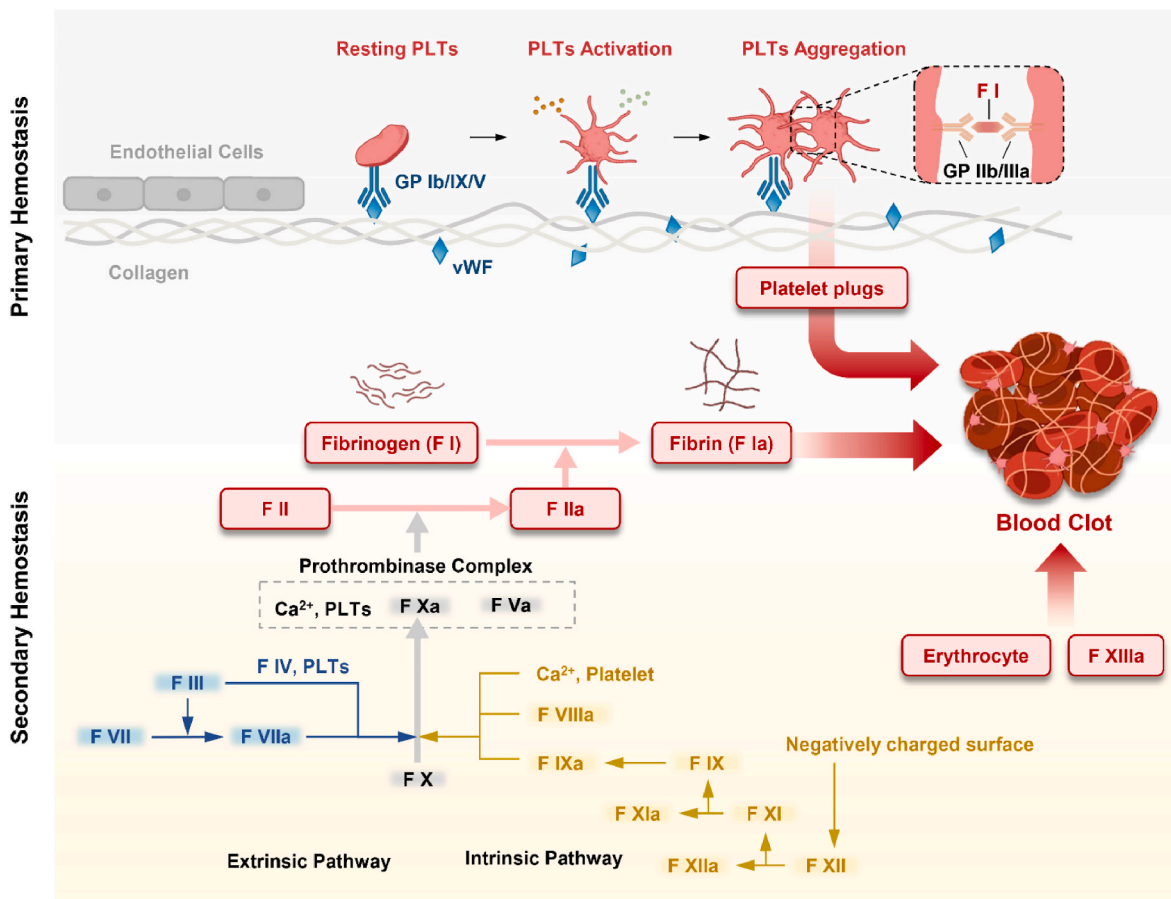 Primary Hemostasis
Resting PLTs
PLTs Activation
PLTs Aggregation
F I
GP IIb/IIIa
Endothelial Cells
GP Ib/IX/V
Collagen
vWF
Platelet plugs
Fibrinogen (F I)
Fibrin (F Ia)
Blood Clot
Secondary Hemostasis
F II
F IIa
Prothrombinase Complex
Ca²⁺, PLTs
F Xa
F Va
Erythrocyte
F XIIIa
F IV, PLTs
F III
F VII
F VIIa
F X
Ca²⁺, Platelet
F VIIIa
F IXa
F IX
Negatively charged surface
F XIa
F XI
F XIIa
F XII
Extrinsic Pathway
Intrinsic Pathway